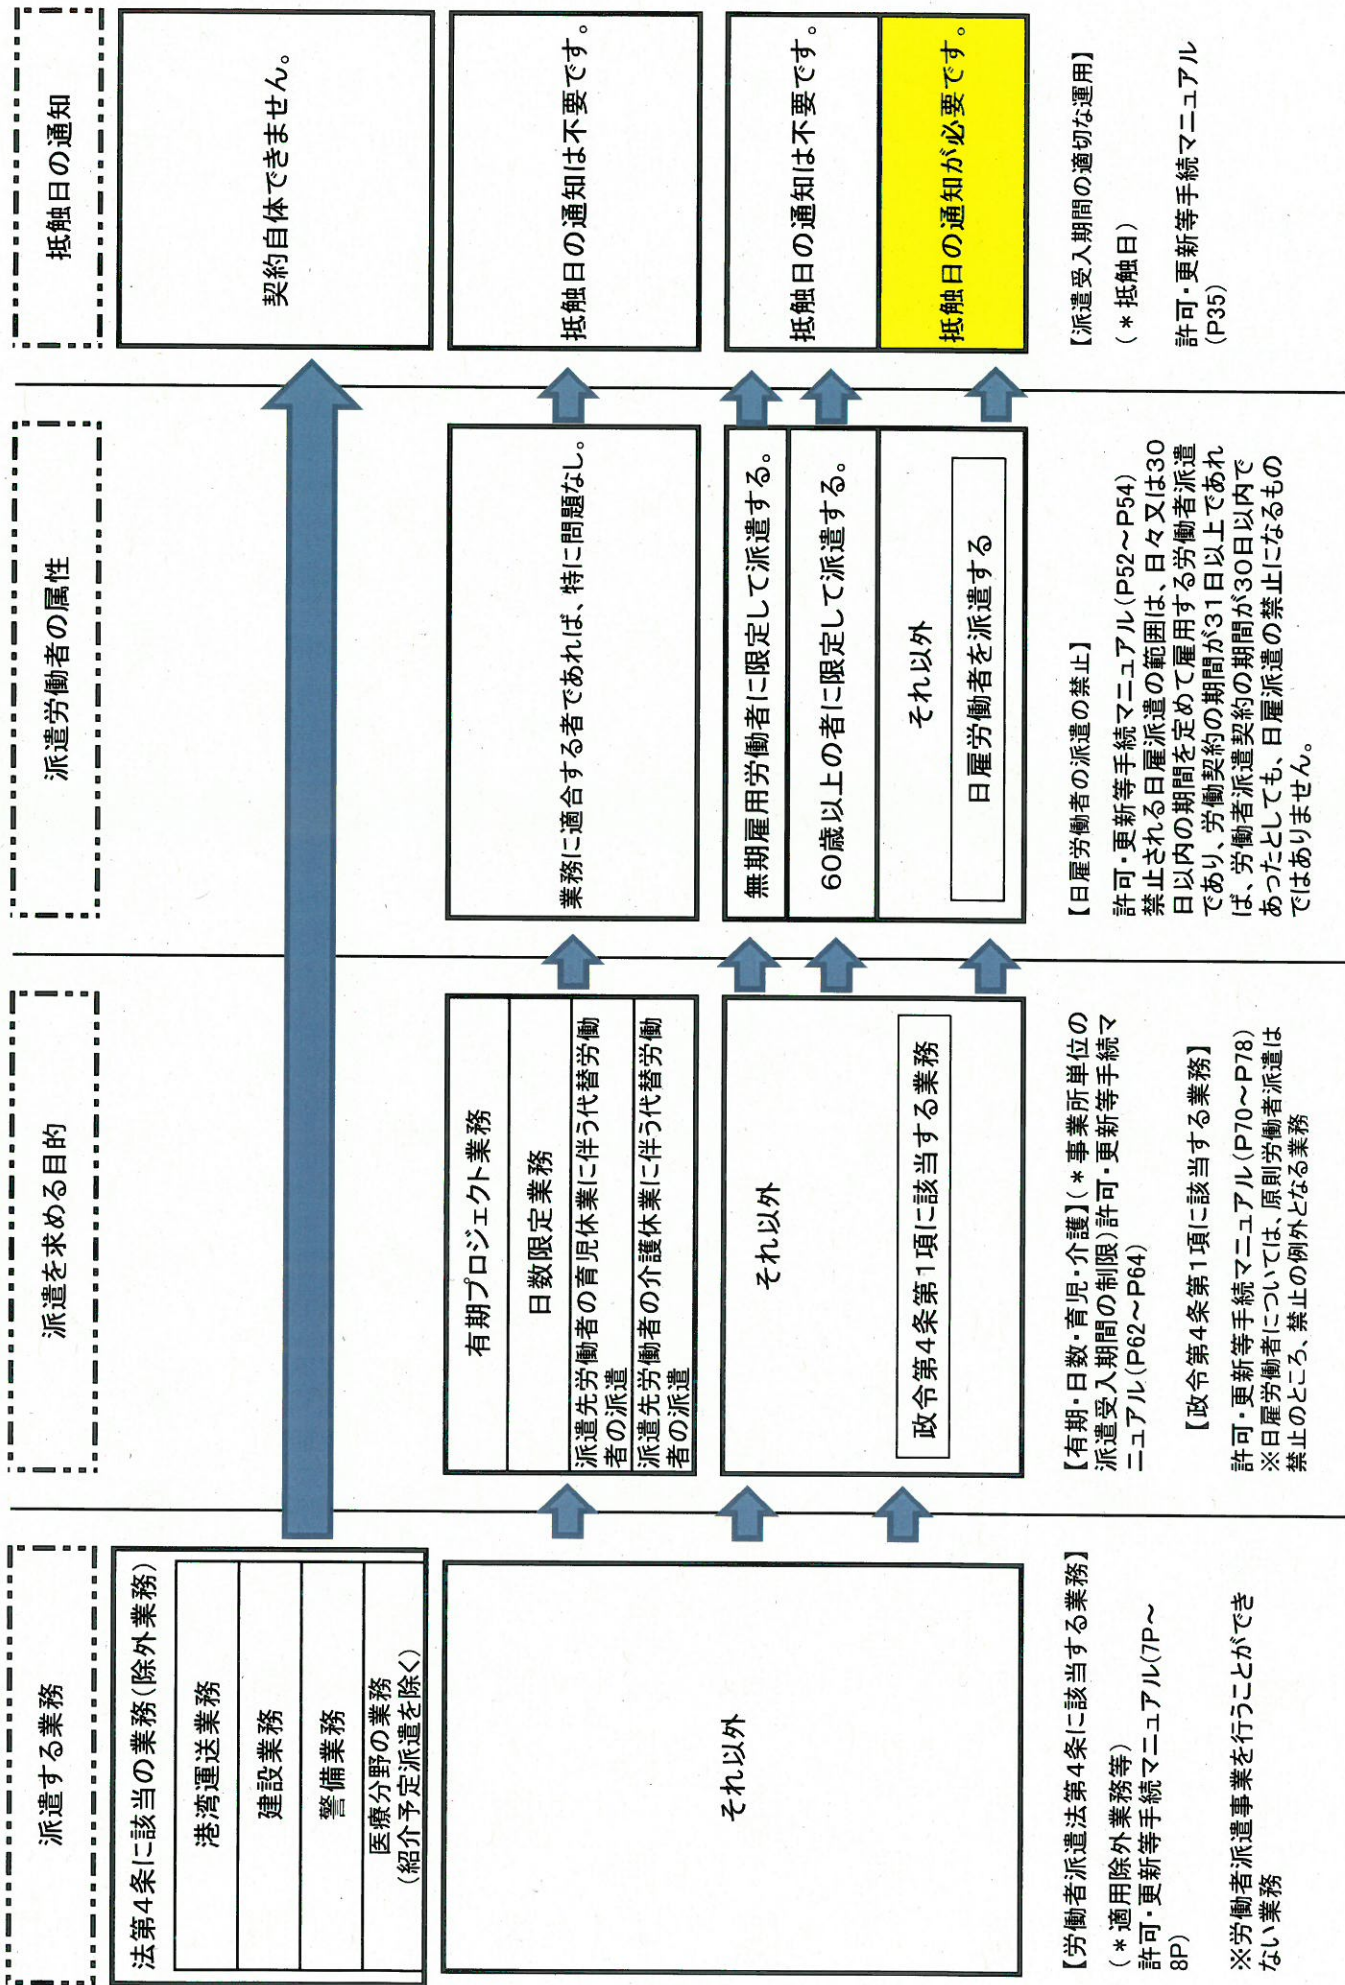 派遣する業務
派遣を求める目的
派遣労働者の属性
抵触日の通知
法第4条に該当の業務(除外業務)
港湾運送業務
建設業務
警備業務
医療分野の業務
(紹介予定派遣を除く)
契約自体できません。
それ以外
有期プロジェクト業務
日数限定業務
派遣先労働者の育児休業に伴う代替労働
者の派遣
派遣先労働者の介護休業に伴う代替労働
者の派遣
業務に適合する者であれば、特に問題なし。
抵触日の通知は不要です。
それ以外
政令第4条第1項に該当する業務
無期雇用労働者に限定して派遣する。
60歳以上の者に限定して派遣する。
それ以外
日雇労働者を派遣する
抵触日の通知は不要です。
抵触日の通知が必要です。
【労働者派遣法第4条に該当する業務】
(*適用除外業務等)
許可・更新等手続マニュアル(7P~
8P)
※労働者派遣事業を行うことができ
ない業務
【有期・日数・育児・介護】(*事業所単位の
派遣受入期間の制限)許可・更新等手続マ
ニュアル(P62~P64)
【政令第4条第1項に該当する業務】
許可・更新等手続マニュアル(P70~P78)
※日雇労働者については、原則労働者派遣は
禁止のところ、禁止の例外となる業務
【日雇労働者の派遣の禁止】
許可・更新等手続マニュアル(P52~P54)
禁止される日雇派遣の範囲は、日々又は30
日以内の期間を定めて雇用する労働者派遣
であり、労働契約の期間が31日以上であれ
ば、労働者派遣契約の期間が30日以内で
あったとしても、日雇派遣の禁止になるもの
ではありません。
【派遣受入期間の適切な運用】
(*抵触日)
許可・更新等手続マニュアル
(P35)